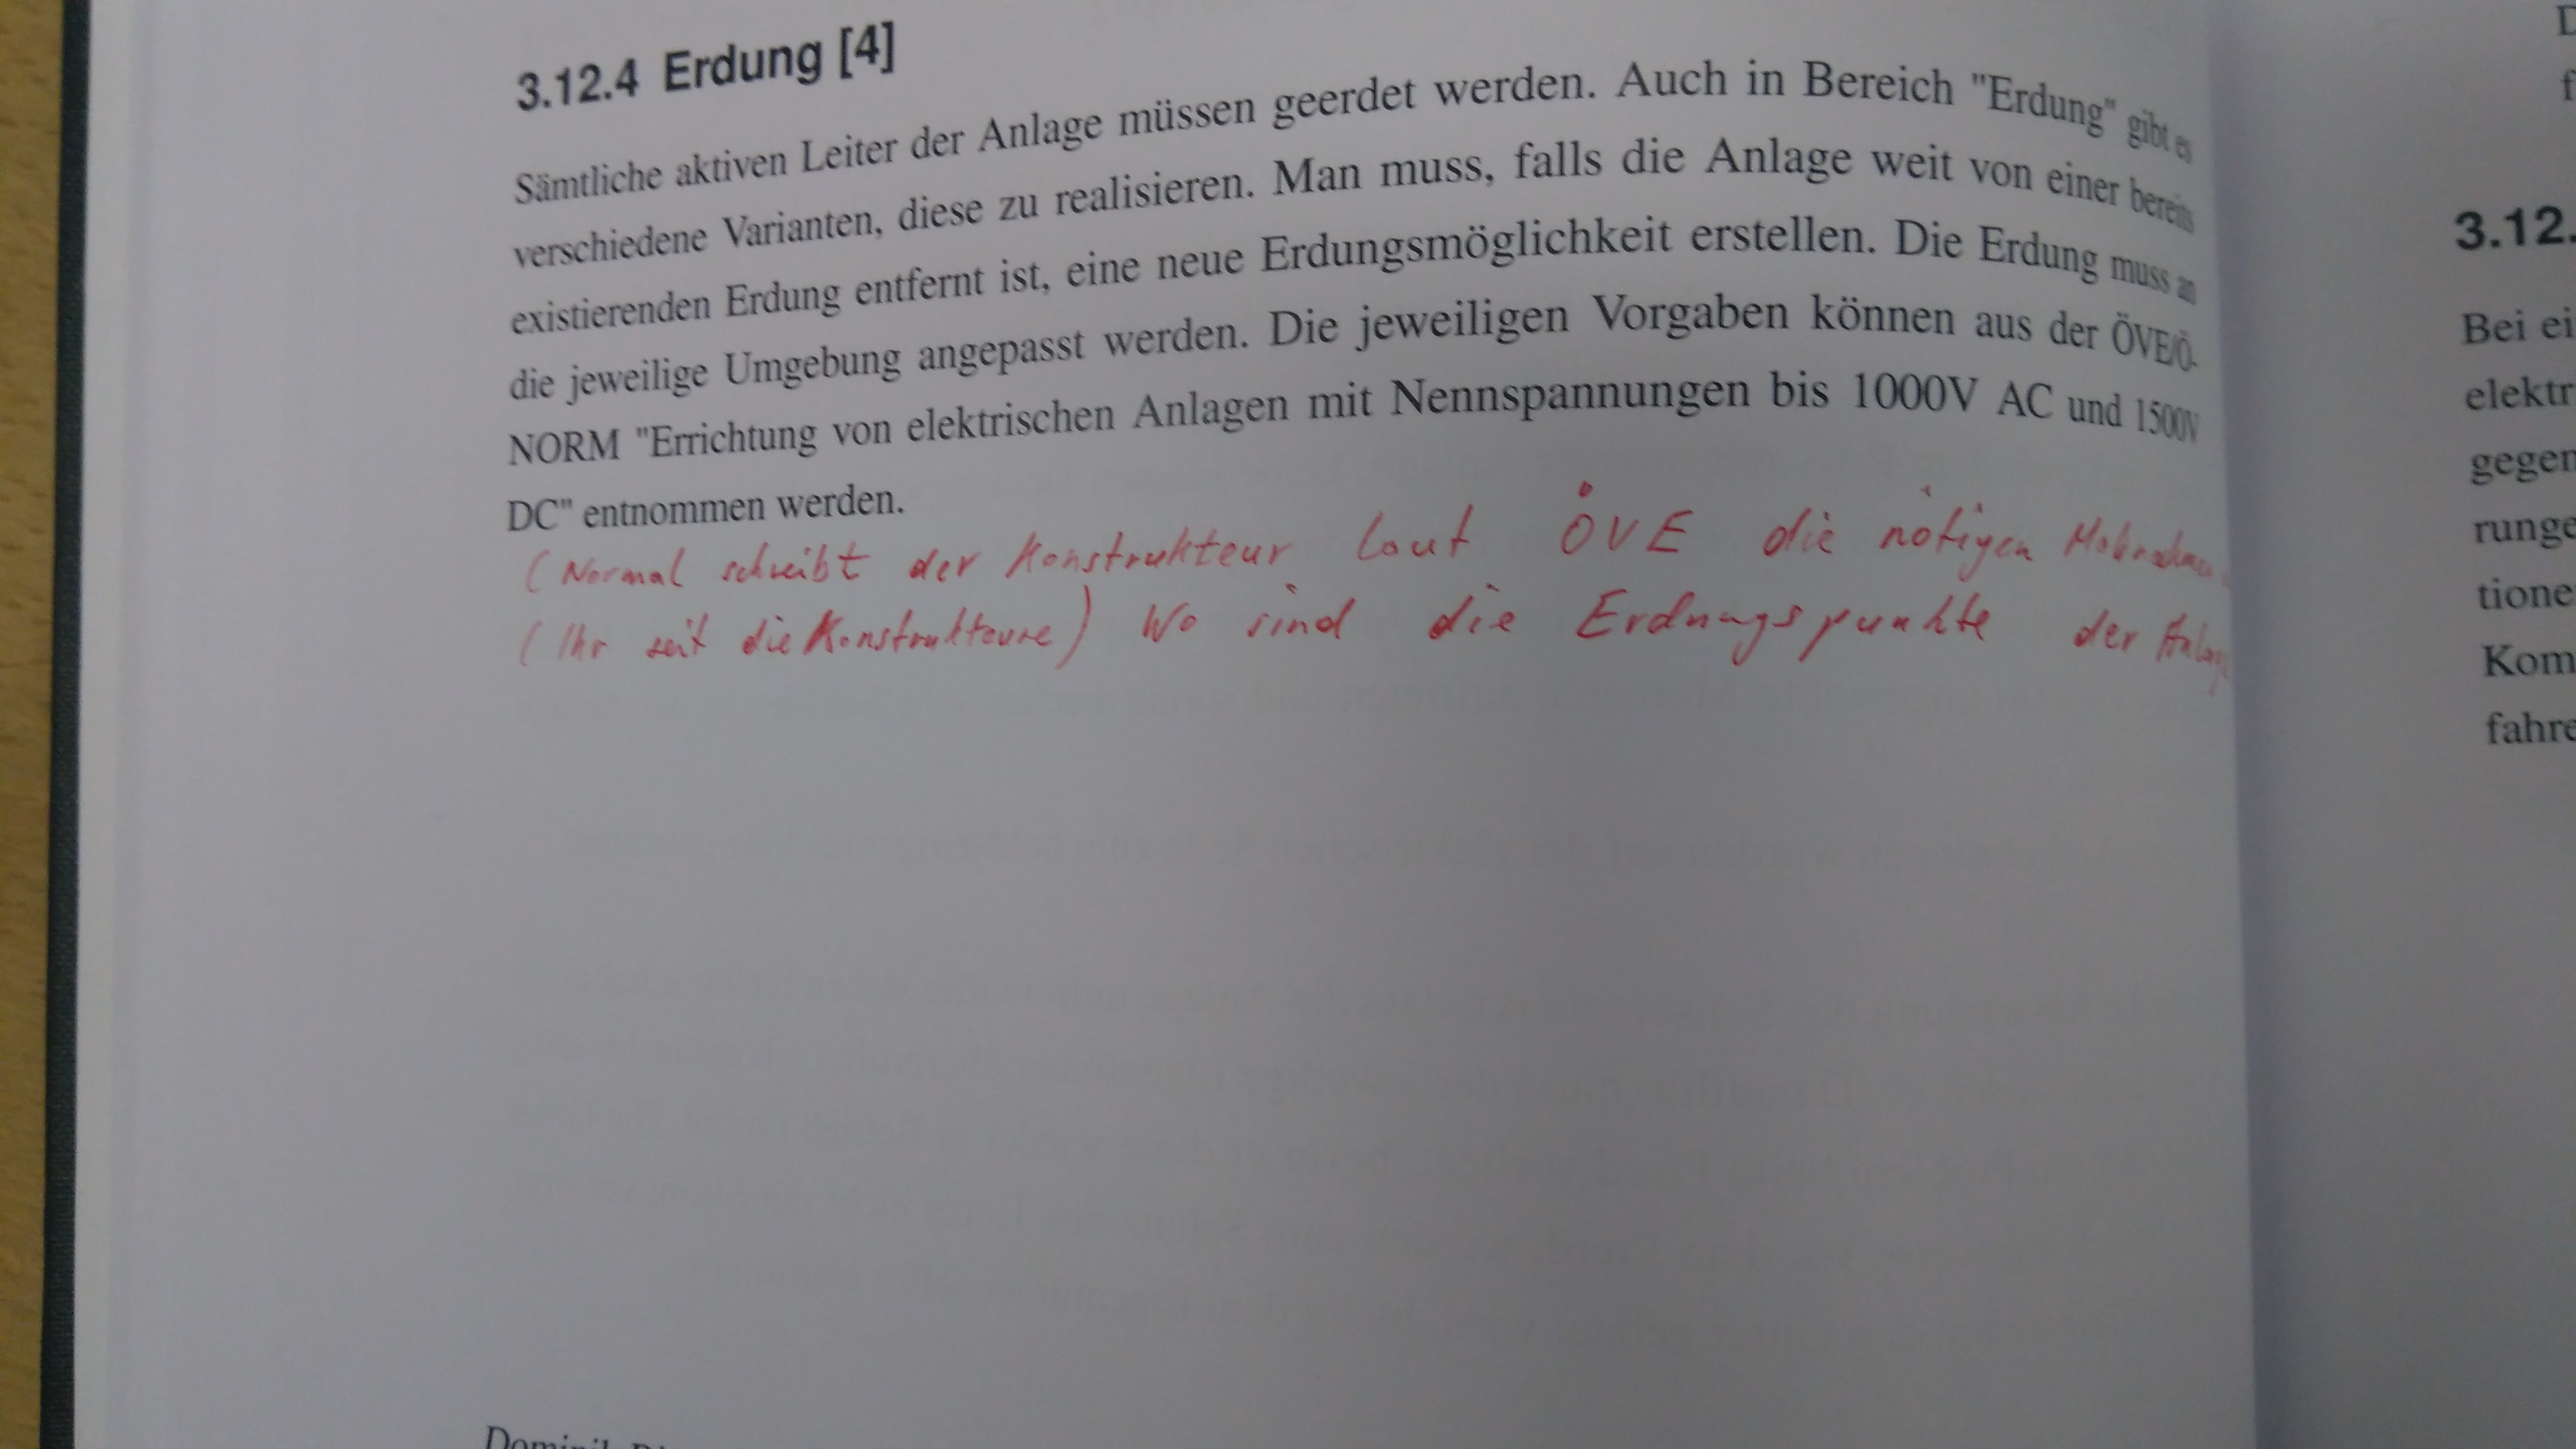 3.12.4 Erdung [4]
Sämtliche aktiven Leiter der Anlage müssen geerdet werden. Auch in Bereich "Erdung" gibt es
verschiedene Varianten, diese zu realisieren. Man muss, falls die Anlage weit von einer bereits
existierenden Erdung entfernt ist, eine neue Erdungsmöglichkeit erstellen. Die Erdung muss an
die jeweilige Umgebung angepasst werden. Die jeweiligen Vorgaben können aus der ÖVE/Ö-
NORM "Errichtung von elektrischen Anlagen mit Nennspannungen bis 1000V AC und 1500V
DC" entnommen werden.
(Normal schreibt der Konstrukteur laut ÖVE die nötigen
(Ihr seit die Konstrukteure) Wo sind die Erdnugspunkte der Anlage
Dominik
3.12.
Bei ei
elektr
gegen
runge
tione
Kom
fahre